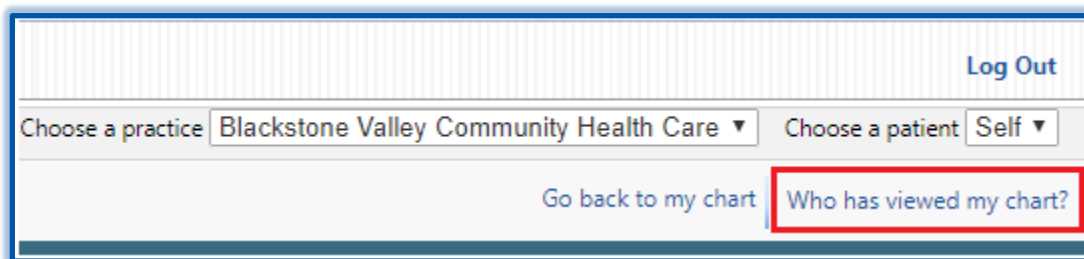 Log Out
Choose a practice Blackstone Valley Community Health Care ▼ Choose a patient Self ▼
Go back to my chart Who has viewed my chart?